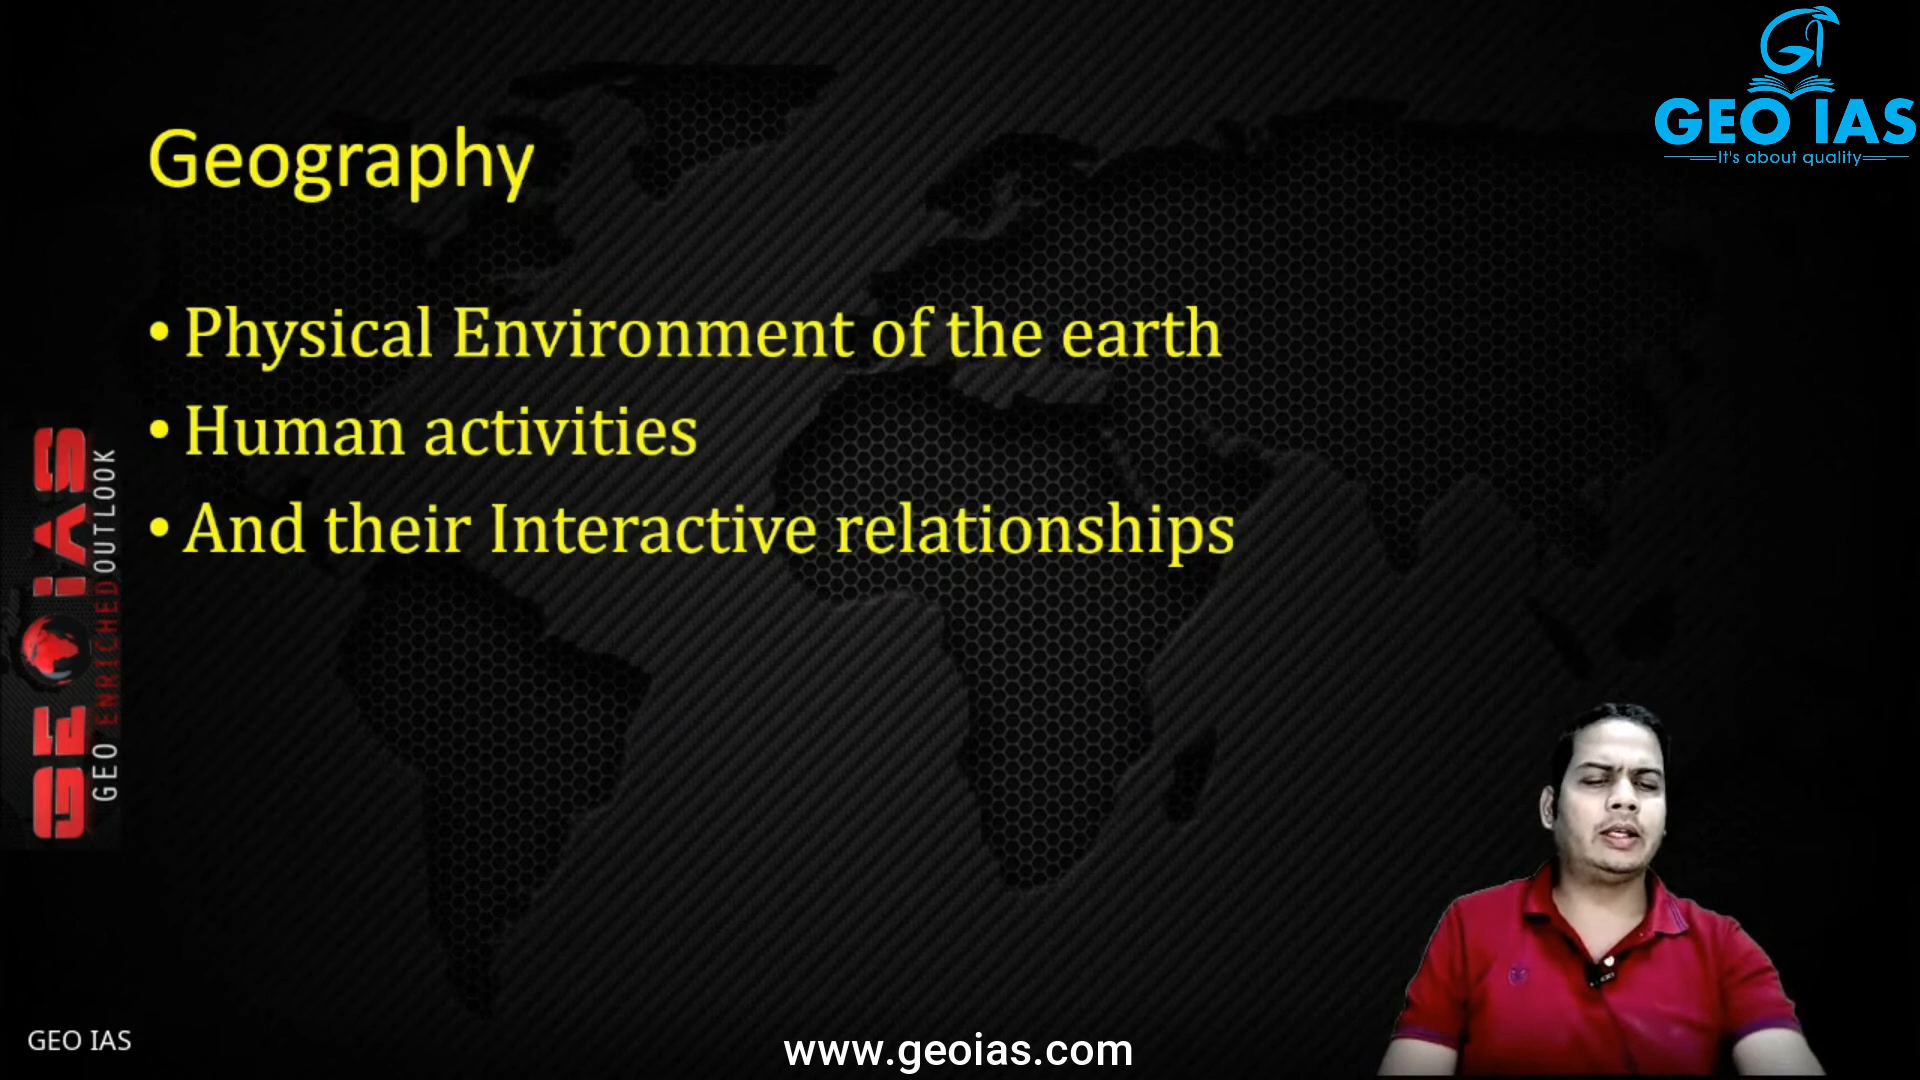 GEO IAS
It's about quality
Geography
• Physical Environment of the earth
• Human activities
• And their Interactive relationships
GEO IAS
GEO ENRICHED OUTLOOK
GEO IAS
www.geoias.com